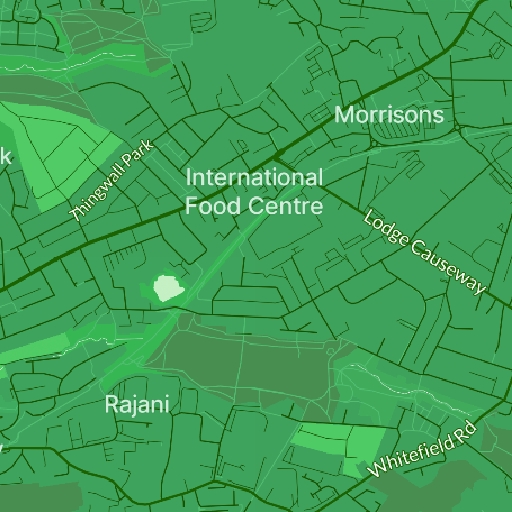 Morrisons
k
Thingwall Park
International
Food Centre
Lodge Causeway
Rajani
Whitefield Rd